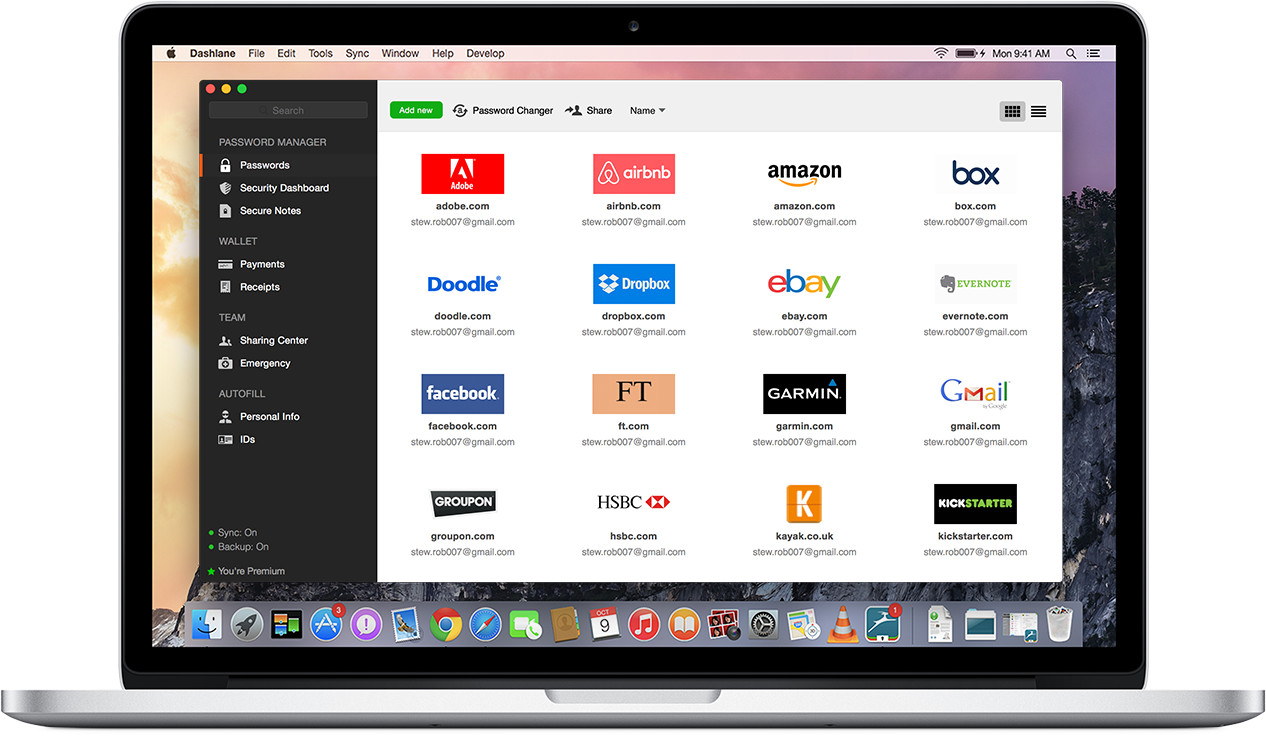 Dashlane File Edit Tools Sync Window Help Develop Mon 9:41 AM
Search
PASSWORD MANAGER
Passwords
Security Dashboard
Secure Notes
WALLET
Payments
Receipts
TEAM
Sharing Center
Emergency
AUTOFILL
Personal Info
IDs
Sync: On
Backup: On
You're Premium
Add new Password Changer Share Name
Adobe airbnb amazon box
adobe.com airbnb.com amazon.com box.com
stew.rob007@gmail.com stew.rob007@gmail.com stew.rob007@gmail.com stew.rob007@gmail.com
Doodle® Dropbox ebay EVERNOTE
doodle.com dropbox.com ebay.com evernote.com
stew.rob007@gmail.com stew.rob007@gmail.com stew.rob007@gmail.com stew.rob007@gmail.com
facebook FT GARMIN Gmail
by Google
facebook.com ft.com garmin.com gmail.com
stew.rob007@gmail.com stew.rob007@gmail.com stew.rob007@gmail.com stew.rob007@gmail.com
GROUPON HSBC K KICKSTARTER
groupon.com hsbc.com kayak.co.uk kickstarter.com
stew.rob007@gmail.com stew.rob007@gmail.com stew.rob007@gmail.com stew.rob007@gmail.com
3 OCT 1
9